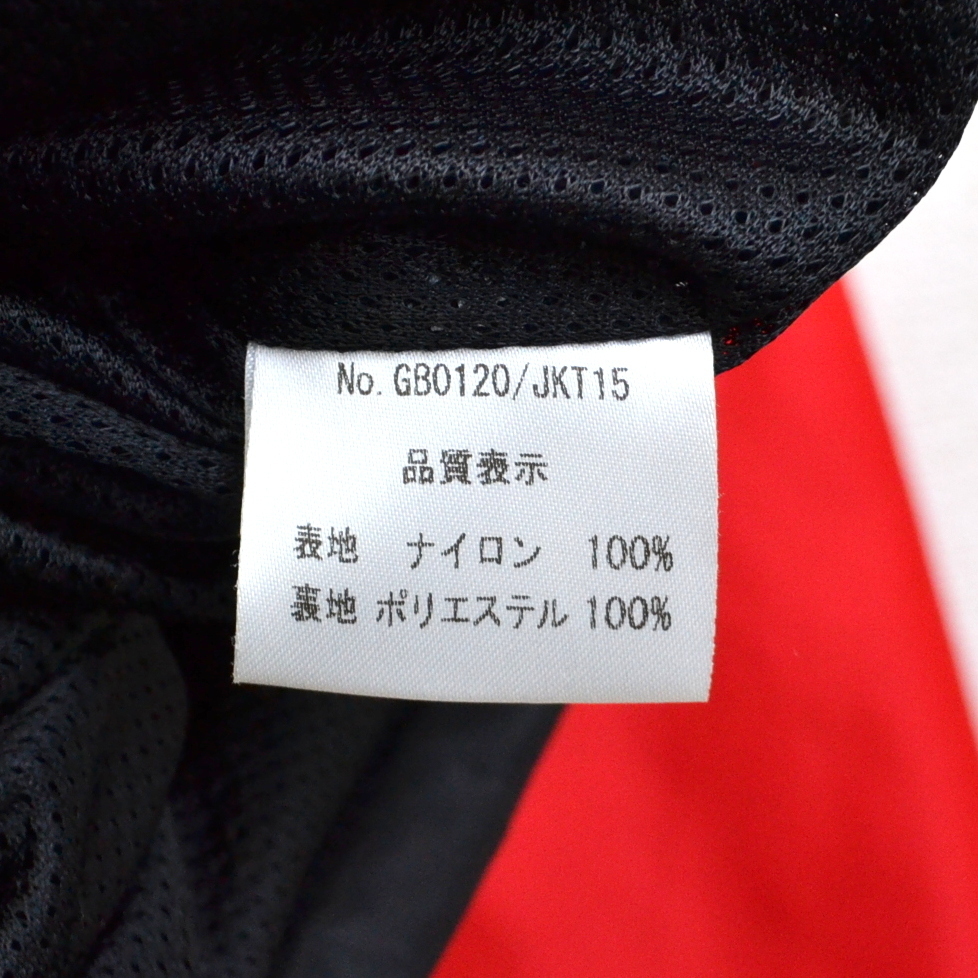 No. GB0120/JKT15
品質表示
表地 ナイロン 100%
裏地 ポリエステル 100%